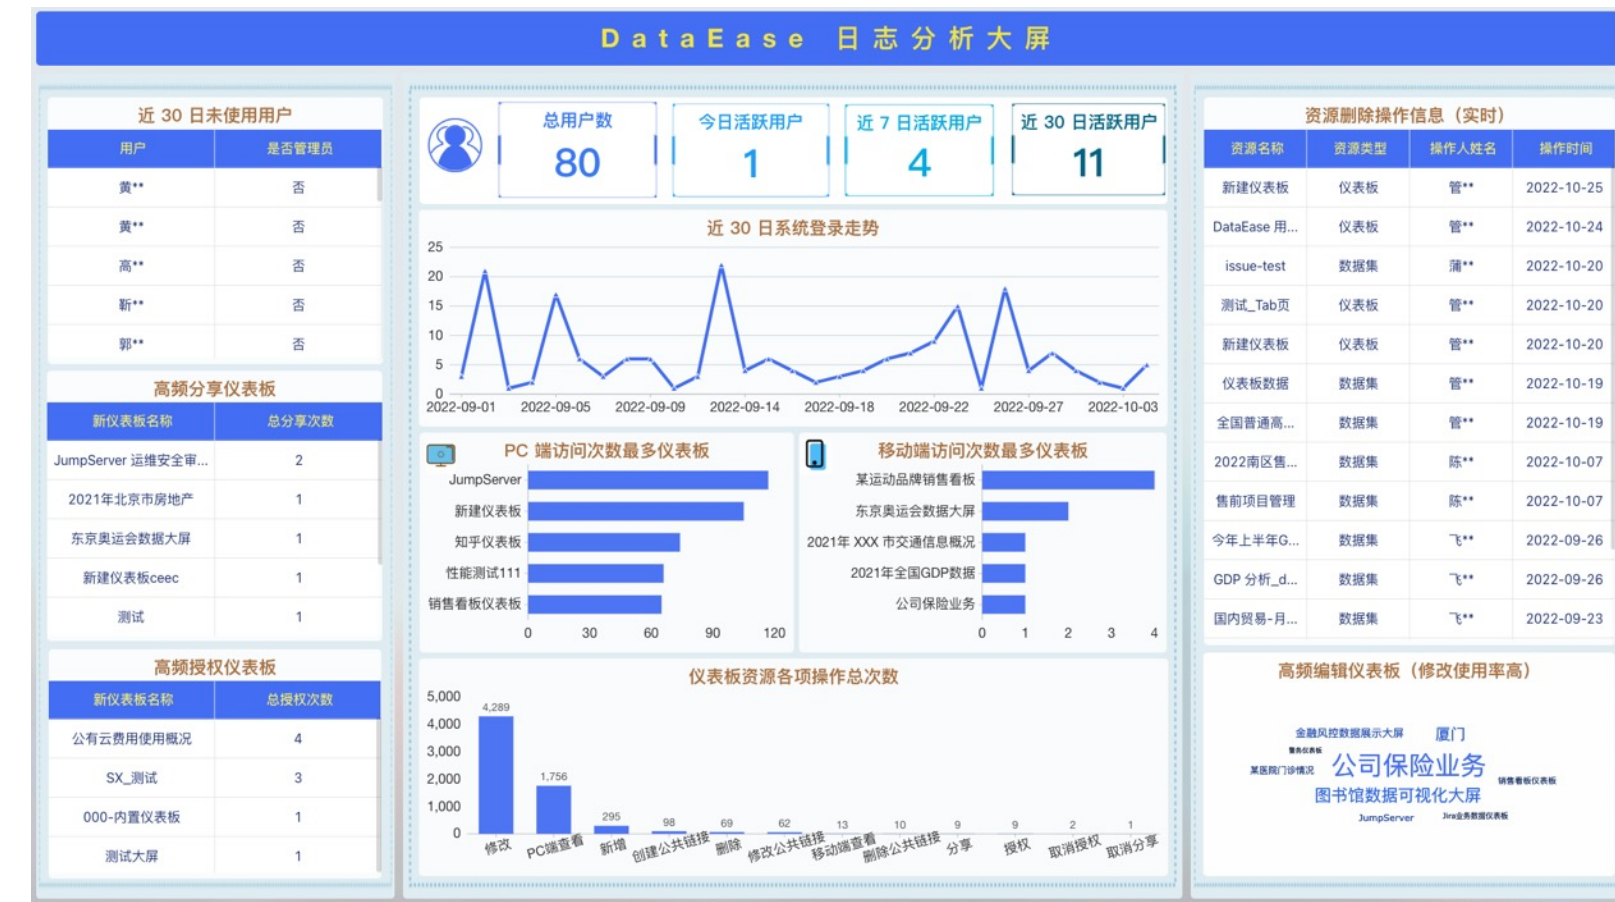 DataEase 日志分析大屏
近 30 日未使用用户
用户 是否管理员
黄** 否
黄** 否
高** 否
靳** 否
郭** 否
高频分享仪表板
新仪表板名称 总分享次数
JumpServer 运维安全审... 2
2021年北京市房地产 1
东京奥运会数据大屏 1
新建仪表板ceec 1
测试 1
高频授权仪表板
新仪表板名称 总授权次数
公有云费用使用概况 4
SX_测试 3
000-内置仪表板 1
测试大屏 1
总用户数
80
今日活跃用户
1
近 7 日活跃用户
4
近 30 日活跃用户
11
近 30 日系统登录走势
25
20
15
10
5
0
2022-09-01 2022-09-05 2022-09-09 2022-09-14 2022-09-18 2022-09-22 2022-09-27 2022-10-03
PC 端访问次数最多仪表板
JumpServer
新建仪表板
知乎仪表板
性能测试111
销售看板仪表板
0 30 60 90 120
移动端访问次数最多仪表板
某运动品牌销售看板
东京奥运会数据大屏
2021年 XXX 市交通信息概况
2021年全国GDP数据
公司保险业务
0 1 2 3 4
仪表板资源各项操作总次数
5,000
4,000
3,000
2,000
1,000
0
4,289 1,756 295 98 69 62 13 10 9 9 2 1
修改 PC端查看 新增 创建公共链接 删除 修改公共链接 移动端查看 删除公共链接 分享 授权 取消授权 取消分享
资源删除操作信息（实时）
资源名称 资源类型 操作人姓名 操作时间
新建仪表板 仪表板 管** 2022-10-25
DataEase 用... 仪表板 管** 2022-10-24
issue-test 数据集 蒲** 2022-10-20
测试_Tab页 仪表板 管** 2022-10-20
新建仪表板 仪表板 管** 2022-10-20
仪表板数据 数据集 管** 2022-10-19
全国普通高... 数据集 管** 2022-10-19
2022南区售... 数据集 陈** 2022-10-07
售前项目管理 数据集 陈** 2022-10-07
今年上半年G... 数据集 飞** 2022-09-26
GDP 分析_d... 数据集 飞** 2022-09-26
国内贸易-月... 数据集 飞** 2022-09-23
高频编辑仪表板（修改使用率高）
金融风控数据展示大屏 厦门
警务仪表板
某医院门诊情况 公司保险业务 销售看板仪表板
图书馆数据可视化大屏
JumpServer Jira业务数据仪表板